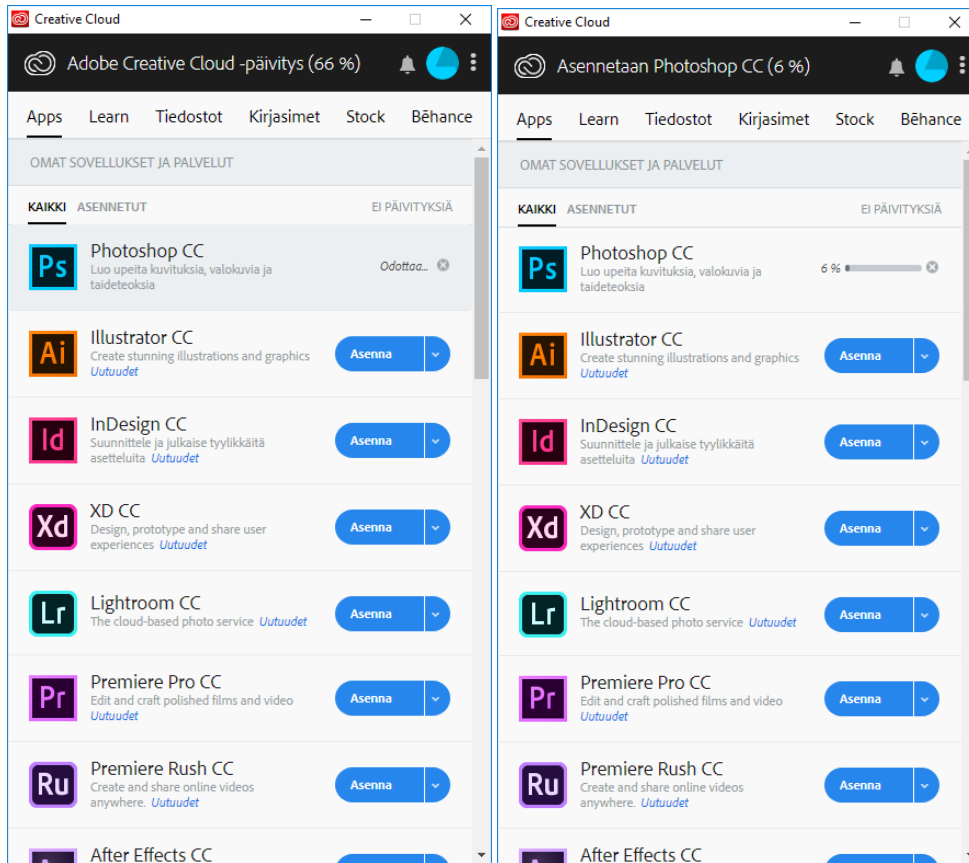 Creative Cloud
Adobe Creative Cloud -päivitys (66 %)
Apps Learn Tiedostot Kirjasimet Stock Bēhance
OMAT SOVELLUKSET JA PALVELUT
KAIKKI ASENNETUT EI PÄIVITYKSIÄ
Ps
Photoshop CC
Luo upeita kuvituksia, valokuvia ja
taideteoksia
Odottaa...
Ai
Illustrator CC
Create stunning illustrations and graphics
Uutuudet
Asenna
Id
InDesign CC
Suunnittele ja julkaise tyylikkäitä
asetteluita Uutuudet
Asenna
Xd
XD CC
Design, prototype and share user
experiences Uutuudet
Asenna
Lr
Lightroom CC
The cloud-based photo service Uutuudet
Asenna
Pr
Premiere Pro CC
Edit and craft polished films and video
Uutuudet
Asenna
Ru
Premiere Rush CC
Create and share online videos
anywhere. Uutuudet
Asenna
After Effects CC
Creative Cloud
Asennetaan Photoshop CC (6 %)
Apps Learn Tiedostot Kirjasimet Stock Bēhance
OMAT SOVELLUKSET JA PALVELUT
KAIKKI ASENNETUT EI PÄIVITYKSIÄ
Ps
Photoshop CC
Luo upeita kuvituksia, valokuvia ja
taideteoksia
6 %
Ai
Illustrator CC
Create stunning illustrations and graphics
Uutuudet
Asenna
Id
InDesign CC
Suunnittele ja julkaise tyylikkäitä
asetteluita Uutuudet
Asenna
Xd
XD CC
Design, prototype and share user
experiences Uutuudet
Asenna
Lr
Lightroom CC
The cloud-based photo service Uutuudet
Asenna
Pr
Premiere Pro CC
Edit and craft polished films and video
Uutuudet
Asenna
Ru
Premiere Rush CC
Create and share online videos
anywhere. Uutuudet
Asenna
After Effects CC